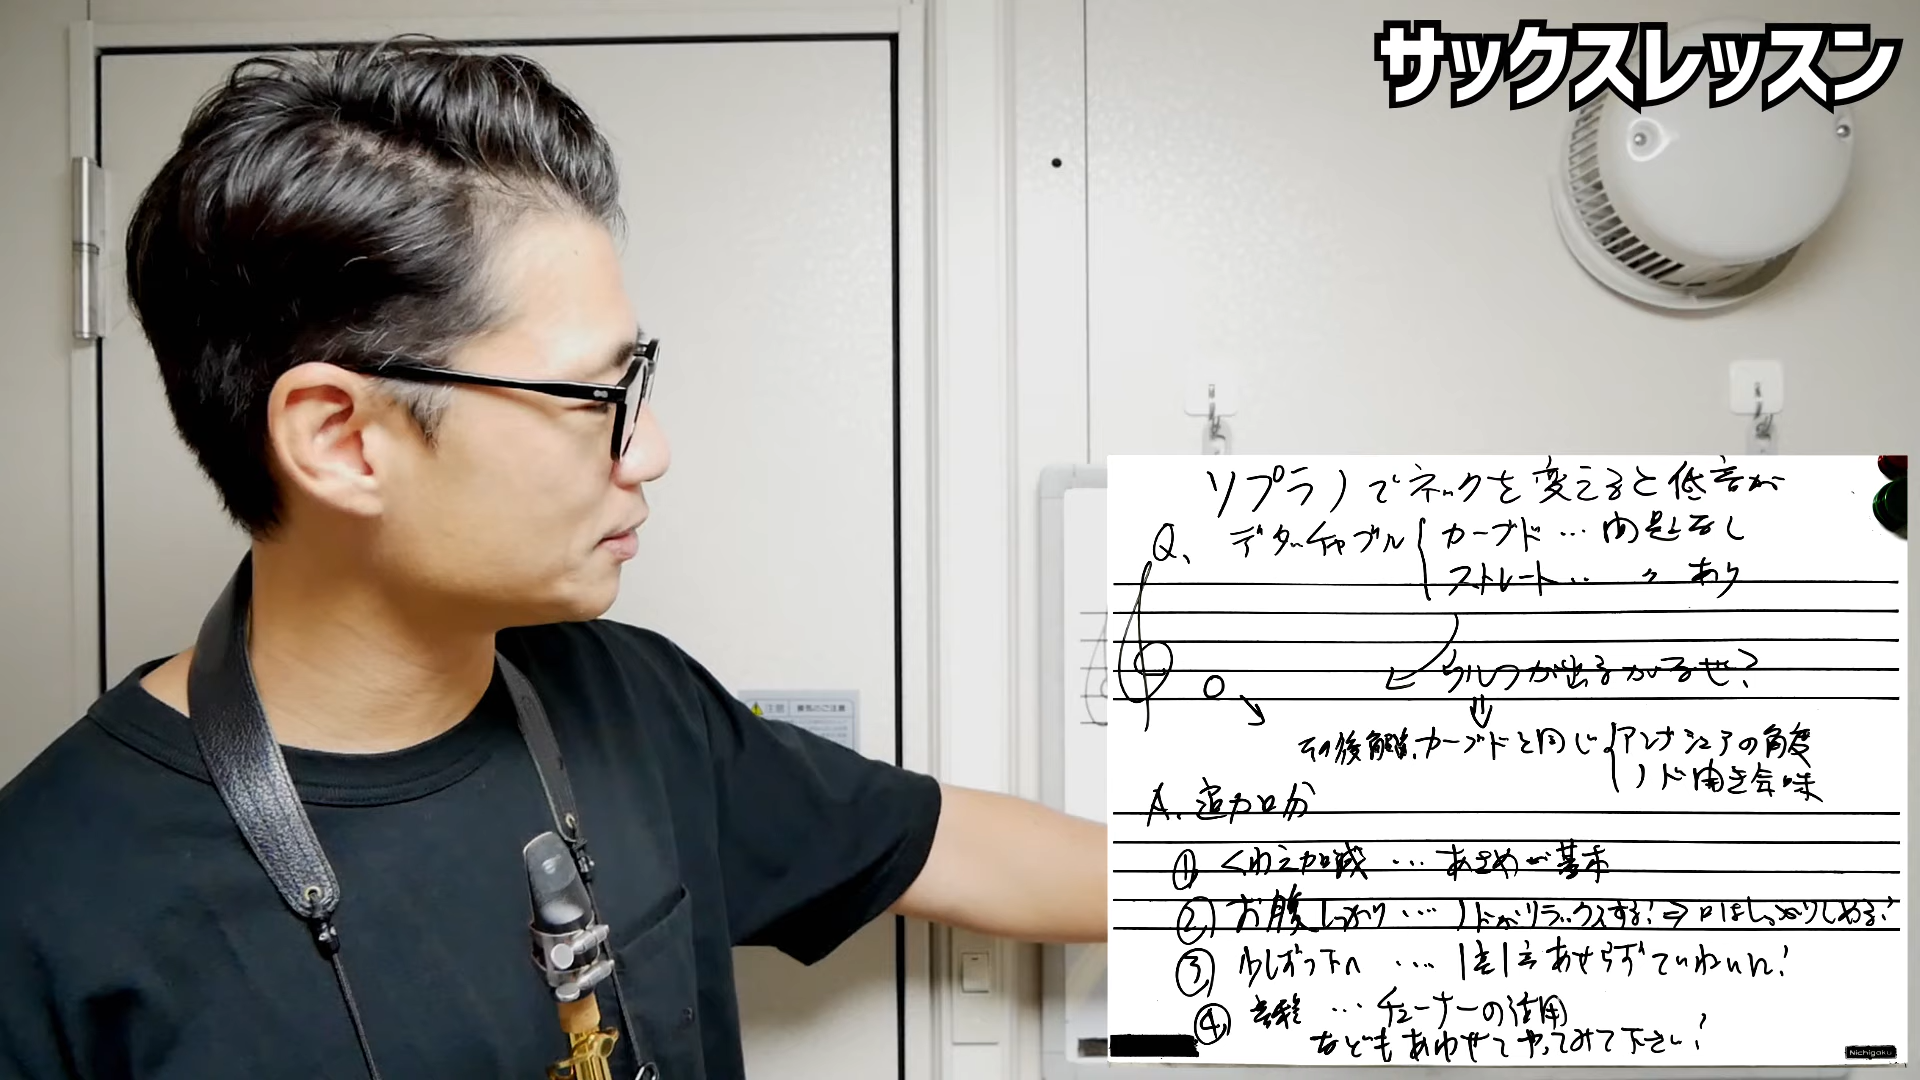 サックスレッスン
ソプラノでネックを変えると低音が
Q. デタッチャブル カーブド…問題なし
ストレート…〃 あり
ウルフが出るがなぜ?
その後解消、カーブドと同じ アンブシュアの角度
ノド開き気味
A. 追加分
① くわえ加減 … あさめが基本
② お腹しっかり … ノドがリラックスする!⇒口はしっかりしめる!
③ 少しずつ下へ … 1音1音あせらずていねいに!
④ 音程 … チューナーの活用
などもあわせてやってみて下さい!
注意
Nichigaku